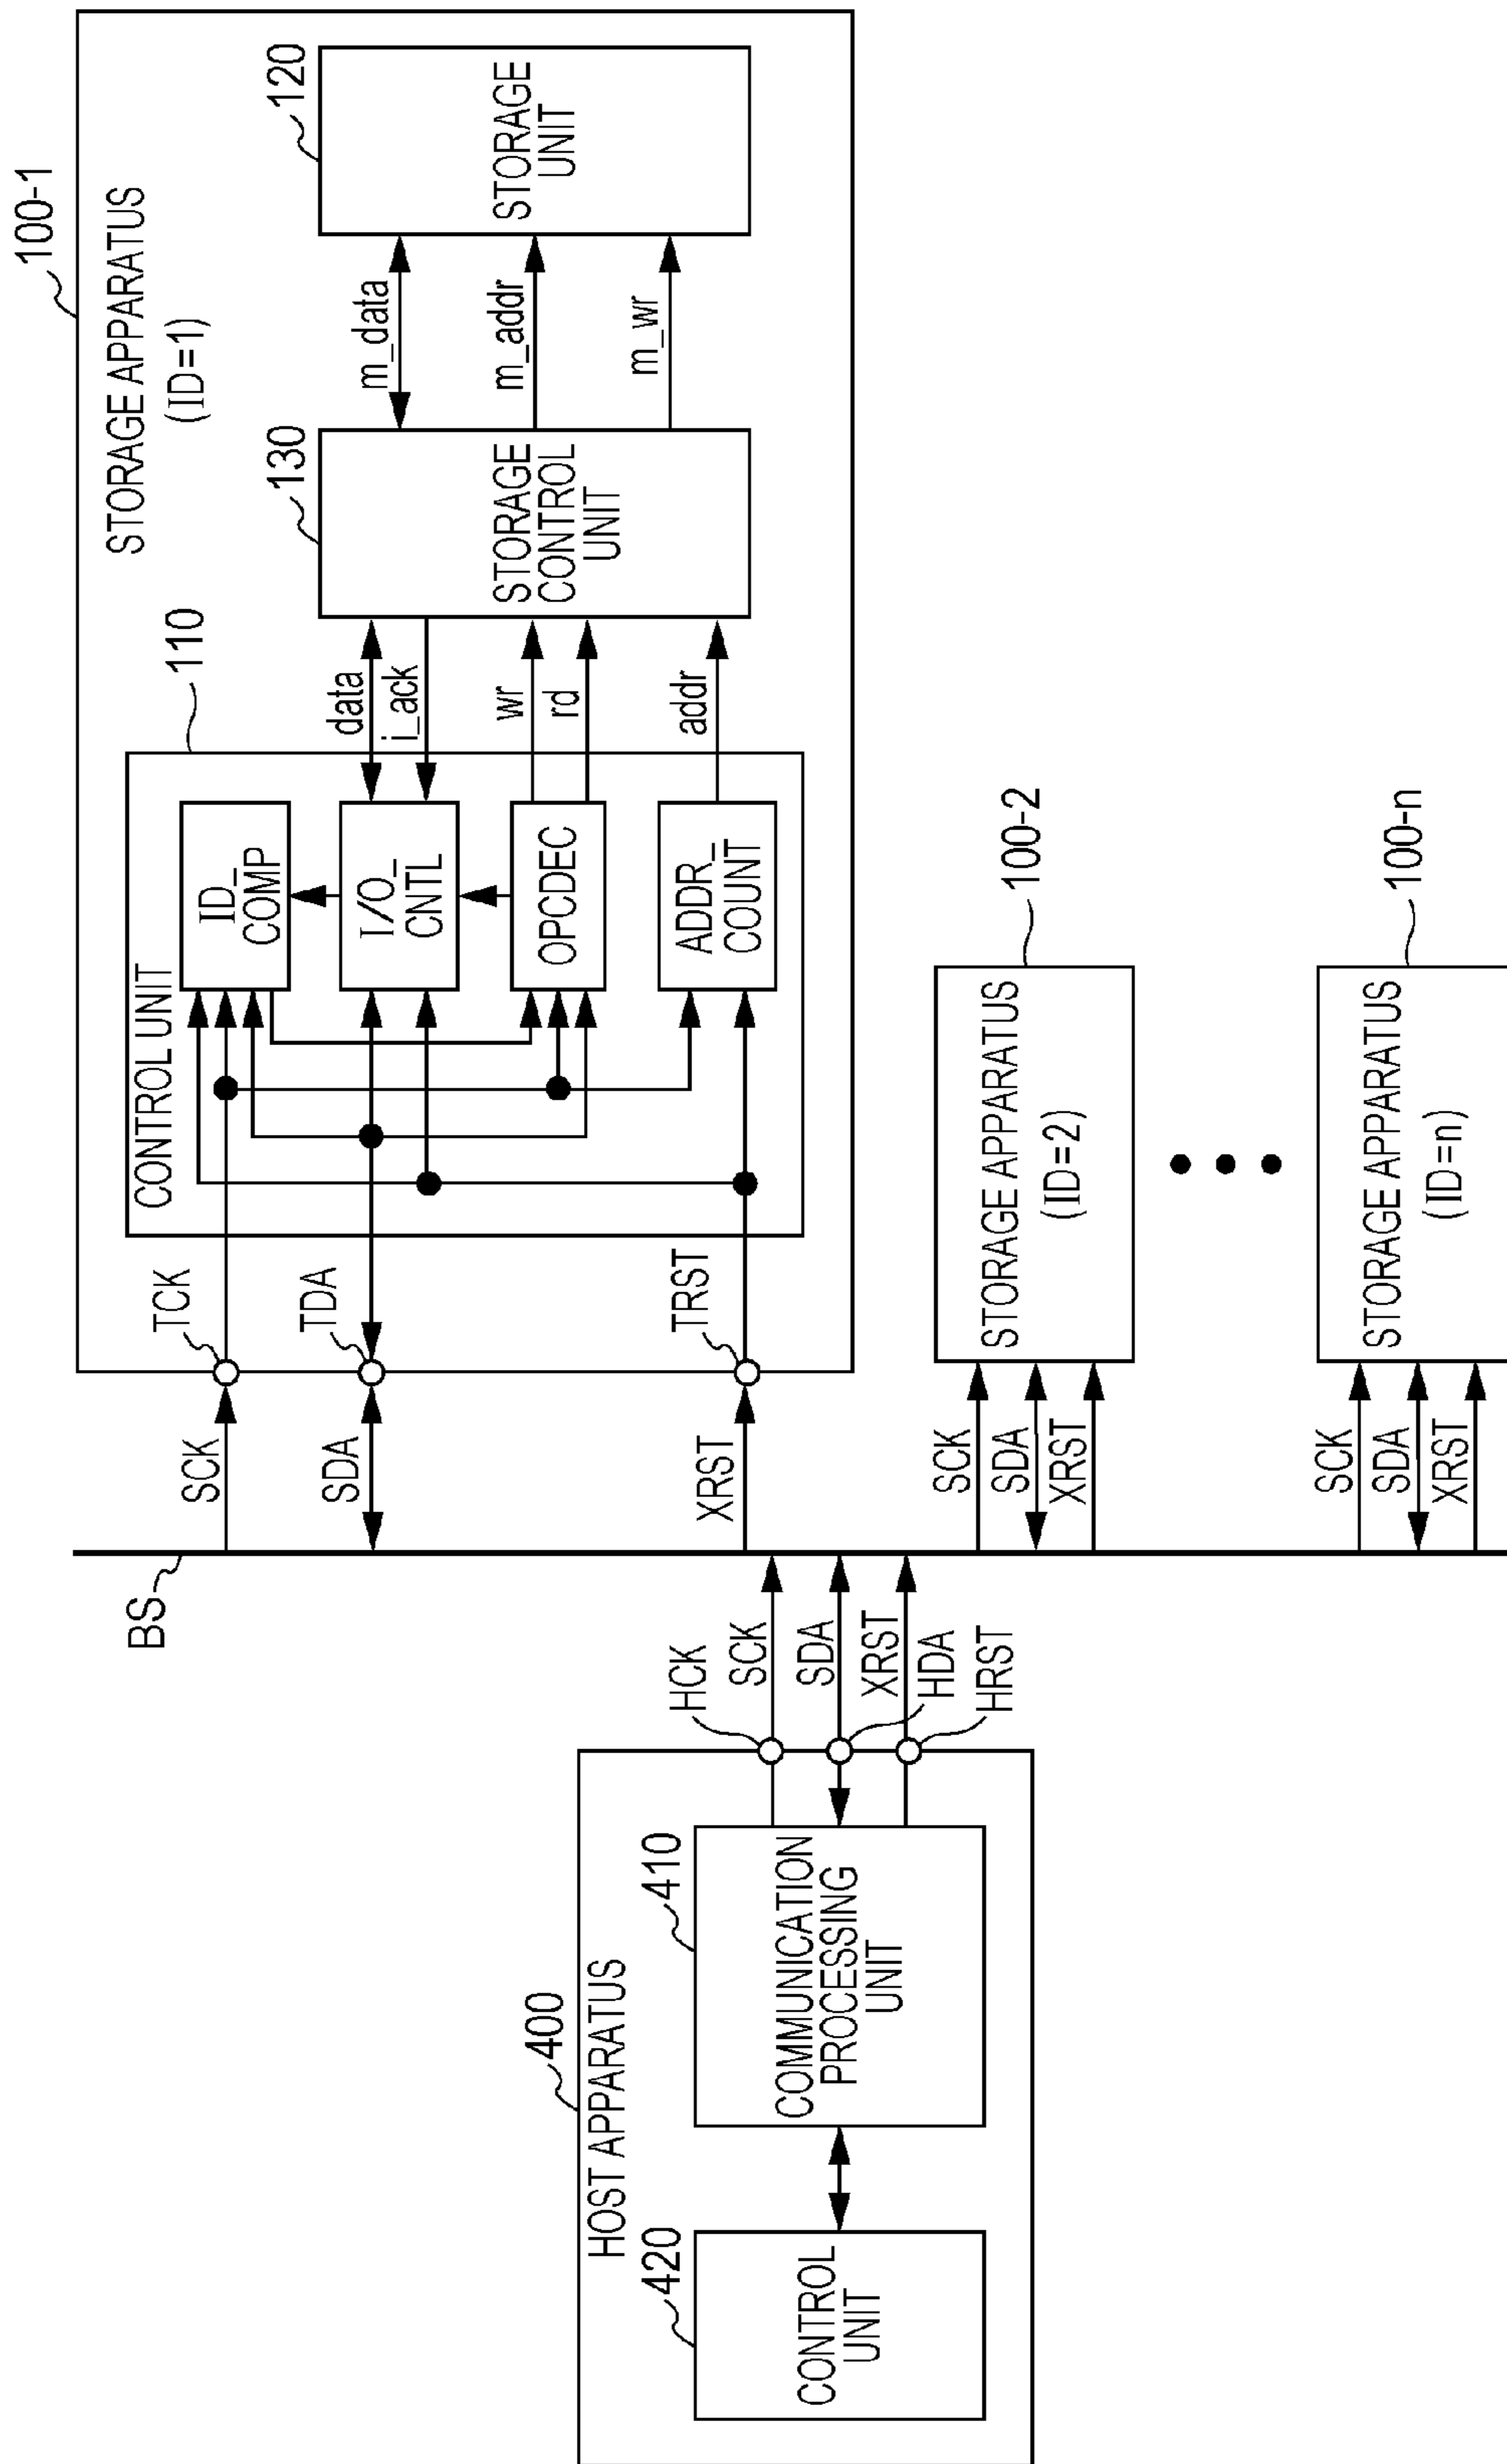 100-1
STORAGE APPARATUS
(ID=1)
110
CONTROL UNIT
130
120
TCK
TDA
TRST
SCK
SDA
XRST
BS
ID_
COMP
I/O_
CNTL
OPCDEC
ADDR_
COUNT
data
i_ack
wr
rd
addr
STORAGE
CONTROL
UNIT
m_data
m_addr
m_wr
STORAGE
UNIT
400
HOST APPARATUS
420
CONTROL
UNIT
410
COMMUNICATION
PROCESSING
UNIT
HCK
SCK
SDA
XRST
HDA
HRST
SCK
SDA
XRST
STORAGE APPARATUS
(ID=2)
100-2
SCK
SDA
XRST
STORAGE APPARATUS
(ID=n)
100-n